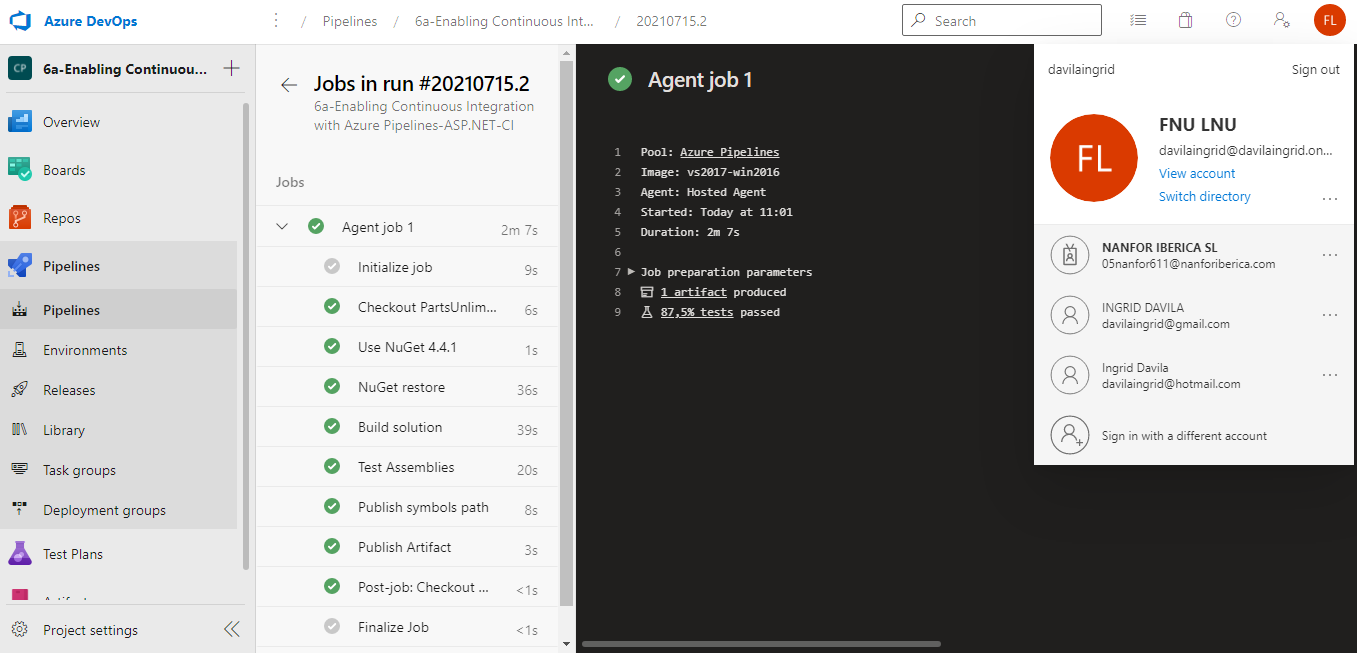 Azure DevOps
/ Pipelines / 6a-Enabling Continuous Int... / 20210715.2
Search
FL
CP 6a-Enabling Continuou...
Overview
Boards
Repos
Pipelines
Pipelines
Environments
Releases
Library
Task groups
Deployment groups
Test Plans
Project settings
Jobs in run #20210715.2
6a-Enabling Continuous Integration
with Azure Pipelines-ASP.NET-CI
Jobs
Agent job 1 2m 7s
Initialize job 9s
Checkout PartsUnlim... 6s
Use NuGet 4.4.1 1s
NuGet restore 36s
Build solution 39s
Test Assemblies 20s
Publish symbols path 8s
Publish Artifact 3s
Post-job: Checkout ... <1s
Finalize Job <1s
Agent job 1
1 Pool: Azure Pipelines
2 Image: vs2017-win2016
3 Agent: Hosted Agent
4 Started: Today at 11:01
5 Duration: 2m 7s
6
7 Job preparation parameters
8 1 artifact produced
9 87,5% tests passed
davilaingrid Sign out
FL
FNU LNU
davilaingrid@davilaingrid.on...
View account
Switch directory
NANFOR IBERICA SL
05nanfor611@nanforiberica.com
INGRID DAVILA
davilaingrid@gmail.com
Ingrid Davila
davilaingrid@hotmail.com
Sign in with a different account